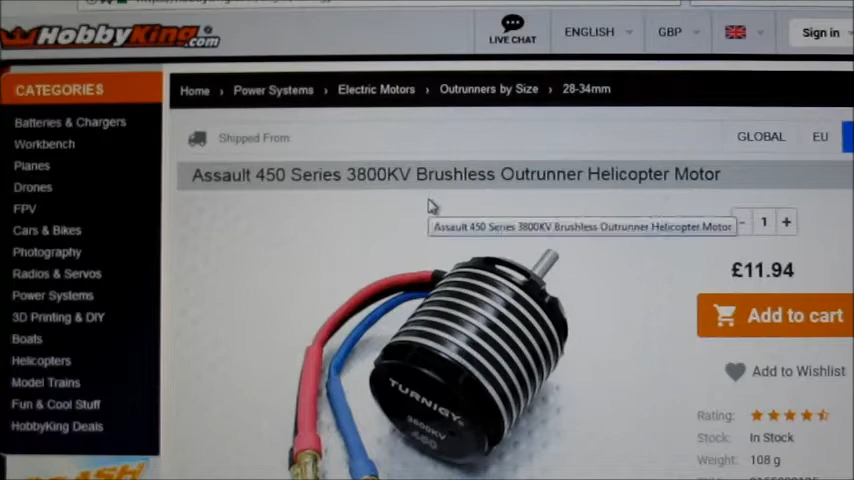 HobbyKing.com
LIVE CHAT
ENGLISH
GBP
Sign in
CATEGORIES
Batteries & Chargers
Workbench
Planes
Drones
FPV
Cars & Bikes
Photography
Radios & Servos
Power Systems
3D Printing & DIY
Boats
Helicopters
Model Trains
Fun & Cool Stuff
HobbyKing Deals
Home › Power Systems › Electric Motors › Outrunners by Size › 28-34mm
Shipped From:
GLOBAL
EU
Assault 450 Series 3800KV Brushless Outrunner Helicopter Motor
Assault 450 Series 3800KV Brushless Outrunner Helicopter Motor
- 1 +
£11.94
Add to cart
Add to Wishlist
Rating:
Stock: In Stock
Weight: 108 g
TURNIGY
3800KV
450